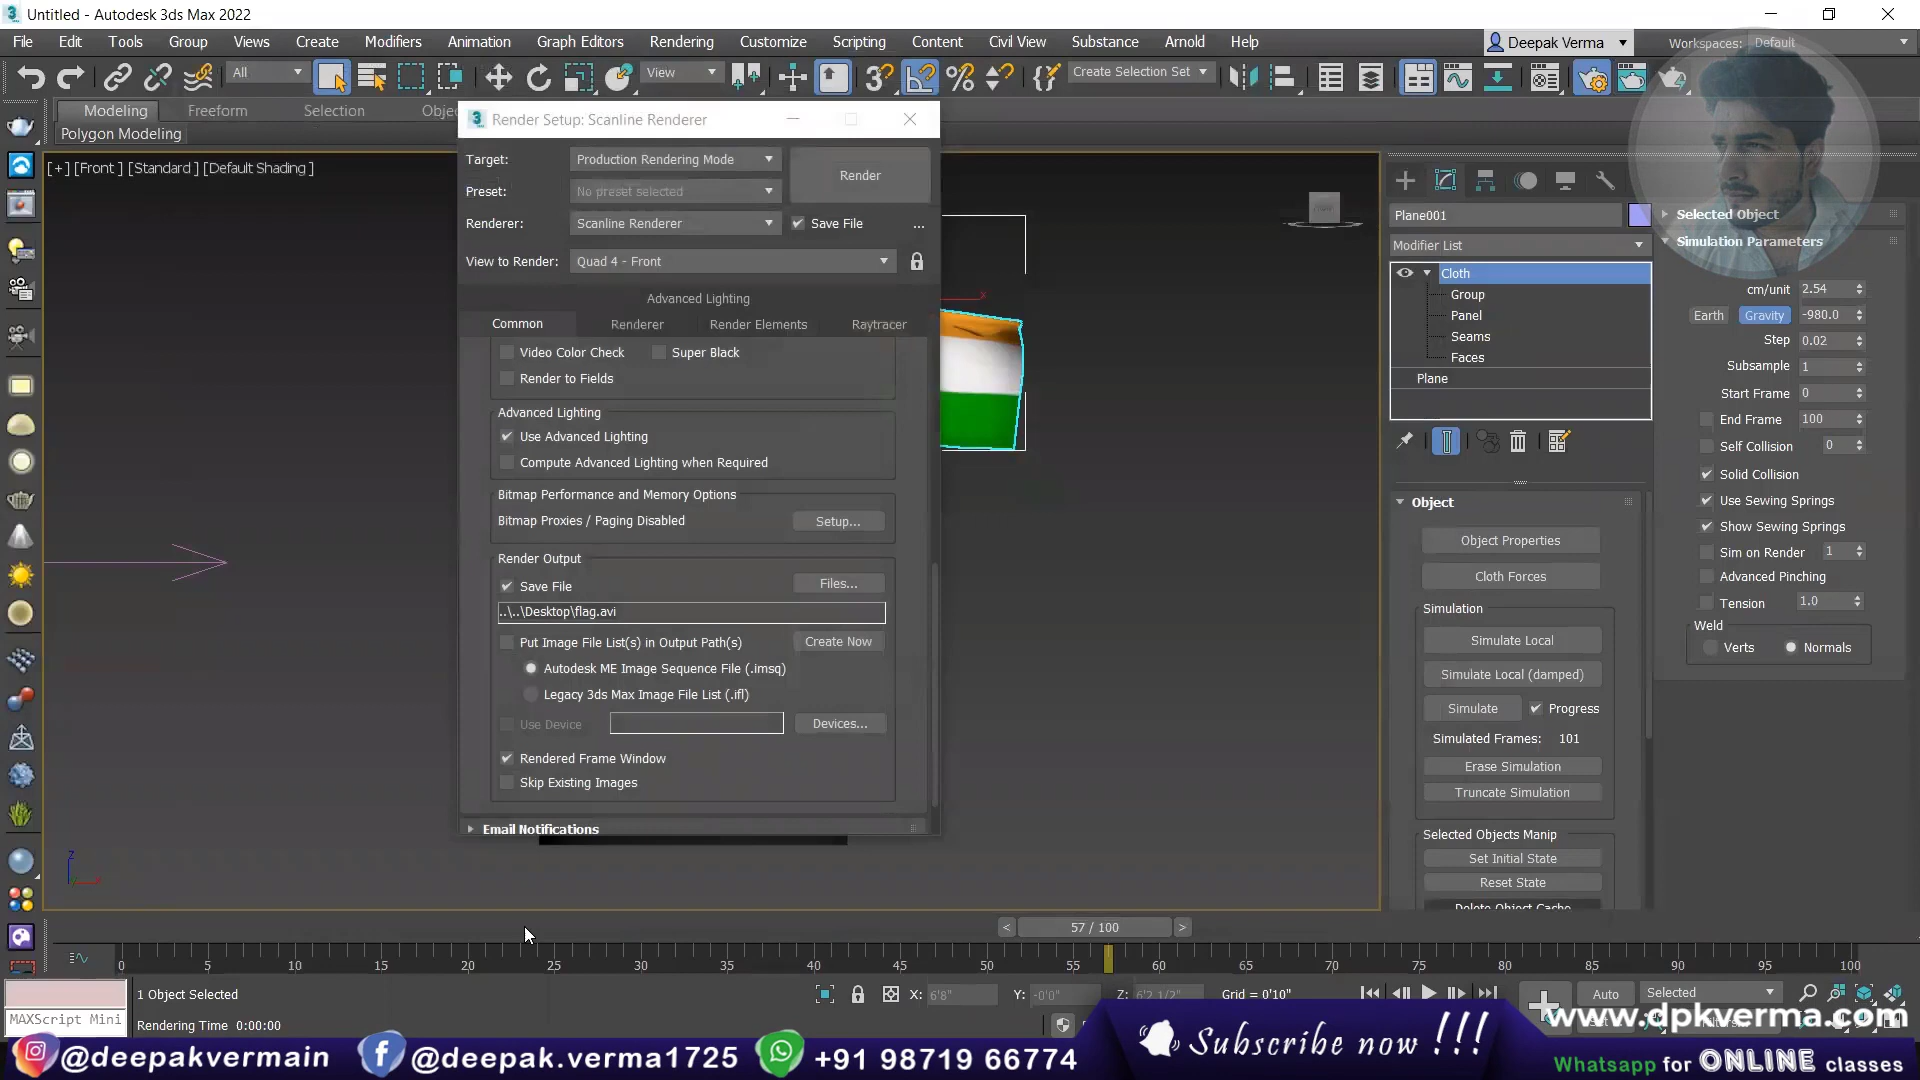 Untitled - Autodesk 3ds Max 2022
File Edit Tools Group Views Create Modifiers Animation Graph Editors Rendering Customize Scripting Content Civil View Substance Arnold Help Deepak Verma Workspaces: Default
All View Create Selection Set
Modeling Freeform Selection
Polygon Modeling
[+] [Front] [Standard] [Default Shading]
Render Setup: Scanline Renderer
Target: Production Rendering Mode Render
Preset: No preset selected
Renderer: Scanline Renderer Save File ...
View to Render: Quad 4 - Front
Advanced Lighting
Common Renderer Render Elements Raytracer
Video Color Check Super Black
Render to Fields
Advanced Lighting
Use Advanced Lighting
Compute Advanced Lighting when Required
Bitmap Performance and Memory Options
Bitmap Proxies / Paging Disabled Setup...
Render Output
Save File Files...
..\..\Desktop\flag.avi
Put Image File List(s) in Output Path(s) Create Now
Autodesk ME Image Sequence File (.imsq)
Legacy 3ds Max Image File List (.ifl)
Use Device Devices...
Rendered Frame Window
Skip Existing Images
Email Notifications
x
z
Plane001
Modifier List
Cloth
Group
Panel
Seams
Faces
Plane
Object
Object Properties
Cloth Forces
Simulation
Simulate Local
Simulate Local (damped)
Simulate Progress
Simulated Frames: 101
Erase Simulation
Truncate Simulation
Selected Objects Manip
Set Initial State
Reset State
Delete Object Cache
Selected Object
Simulation Parameters
cm/unit 2.54
Earth Gravity -980.0
Step 0.02
Subsample 1
Start Frame 0
End Frame 100
Self Collision 0
Solid Collision
Use Sewing Springs
Show Sewing Springs
Sim on Render 1
Advanced Pinching
Tension 1.0
Weld
Verts Normals
< 57 / 100 >
0 5 10 15 20 25 30 35 40 45 50 55 60 65 70 75 80 85 90 95 100
1 Object Selected X: 6'8" Y: -0'0" Z: 6'2 1/2" Grid = 0'10" Auto Selected
MAXScript Mini Rendering Time 0:00:00
@deepakvermain @deepak.verma1725 +91 98719 66774 Subscribe now !!!
www.dpkverma.com
Whatsapp for ONLINE classes